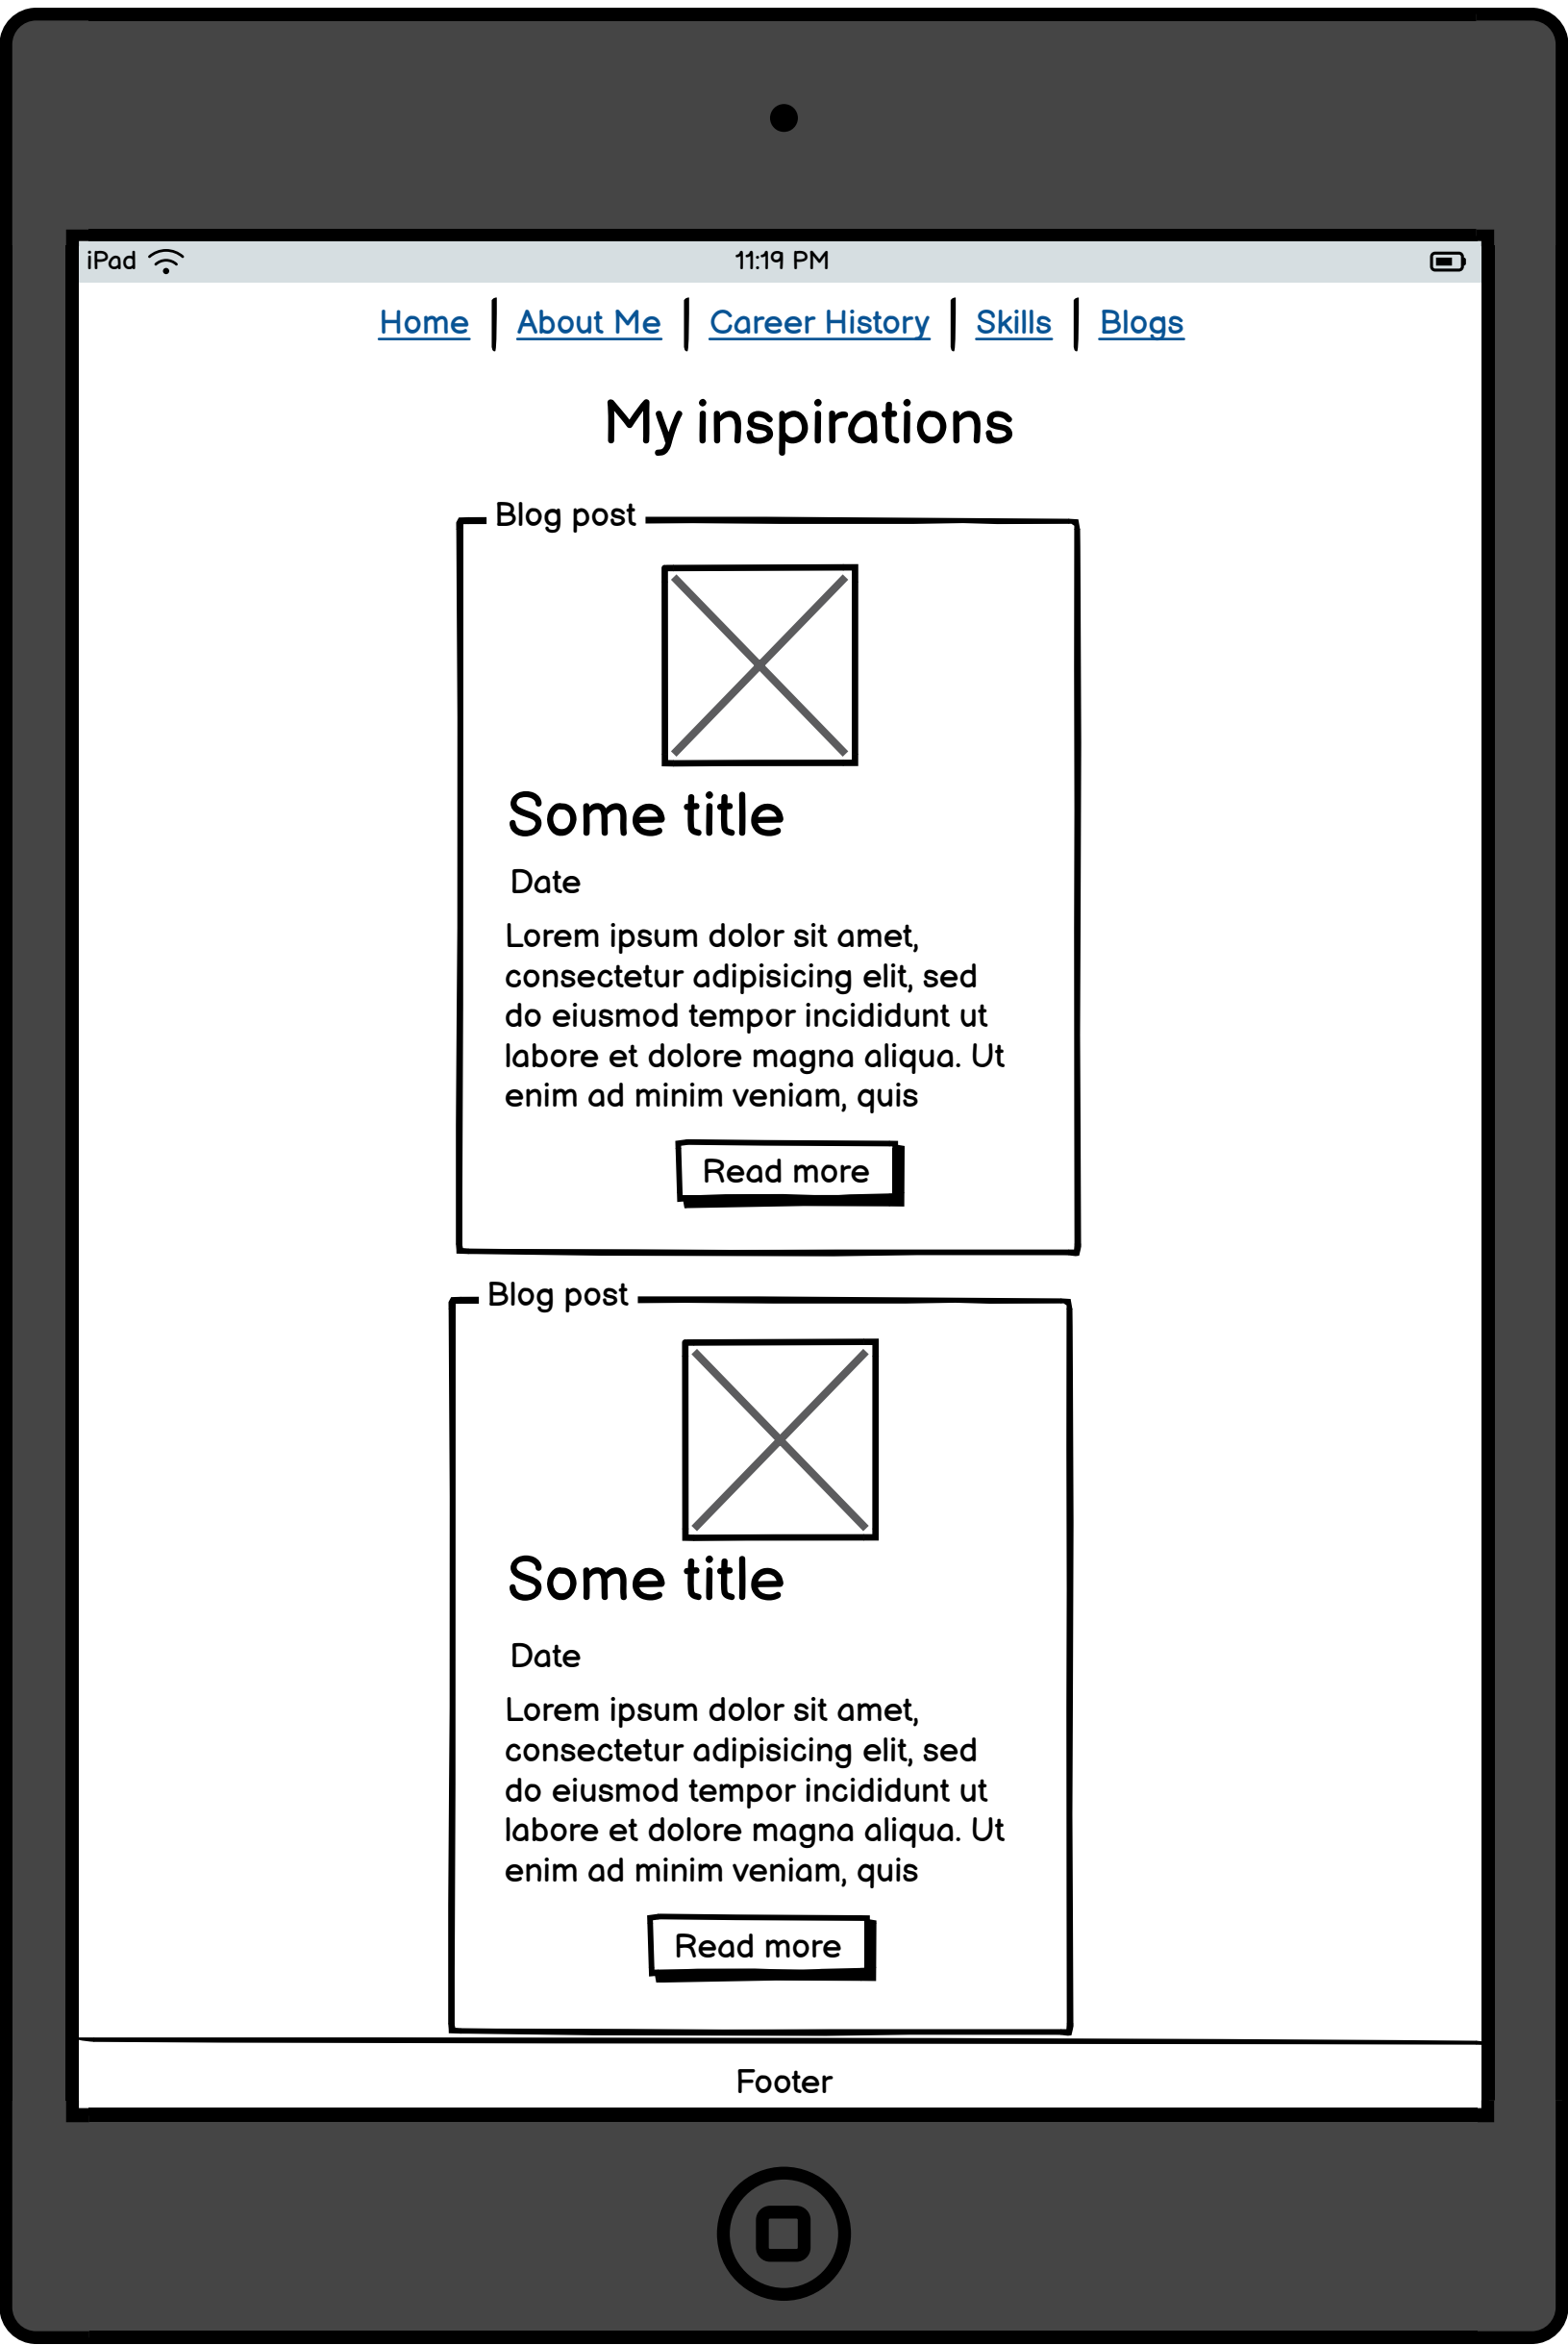 iPad 11:19 PM
Home About Me Career History Skills Blogs
My inspirations
Blog post
Some title
Date
Lorem ipsum dolor sit amet,
consectetur adipisicing elit, sed
do eiusmod tempor incididunt ut
labore et dolore magna aliqua. Ut
enim ad minim veniam, quis
Read more
Blog post
Some title
Date
Lorem ipsum dolor sit amet,
consectetur adipisicing elit, sed
do eiusmod tempor incididunt ut
labore et dolore magna aliqua. Ut
enim ad minim veniam, quis
Read more
Footer